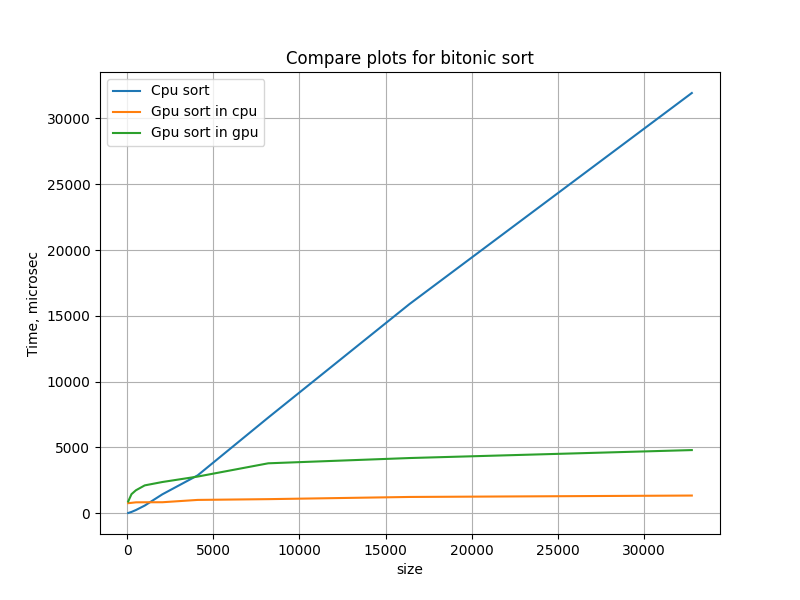 Compare plots for bitonic sort
Cpu sort
Gpu sort in cpu
Gpu sort in gpu
Time, microsec
30000
25000
20000
15000
10000
5000
0
0 5000 10000 15000 20000 25000 30000
size